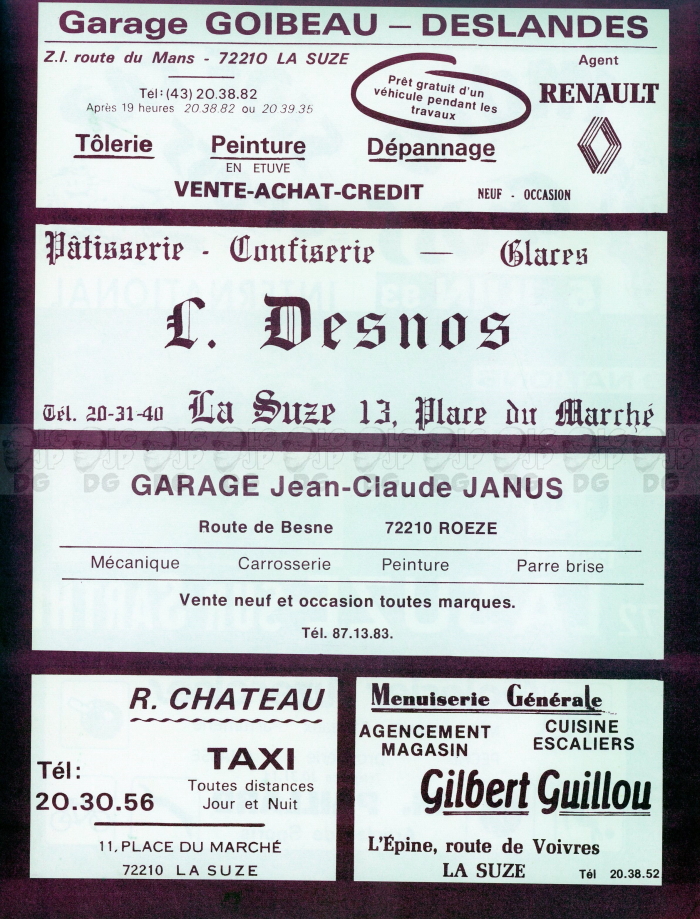 Garage GOIBEAU – DESLANDES
Z.I. route du Mans - 72210 LA SUZE
Tél: (43) 20.38.82
Après 19 heures 20.38.82 ou 20.39.35
Prêt gratuit d'un
véhicule pendant les
travaux
Agent
RENAULT
Tôlerie Peinture Dépannage
EN ETUVE
VENTE-ACHAT-CREDIT NEUF - OCCASION
Pâtisserie - Confiserie — Glaces
L. Desnos
Tél. 20-31-40 La Suze 13, Place du Marché
GARAGE Jean-Claude JANUS
Route de Besne 72210 ROEZE
Mécanique Carrosserie Peinture Parre brise
Vente neuf et occasion toutes marques.
Tél. 87.13.83.
R. CHATEAU
TAXI
Tél:
20.30.56
Toutes distances
Jour et Nuit
11, PLACE DU MARCHÉ
72210 LA SUZE
Menuiserie Générale
AGENCEMENT
MAGASIN
CUISINE
ESCALIERS
Gilbert Guillou
L'Épine, route de Voivres
LA SUZE Tél 20.38.52